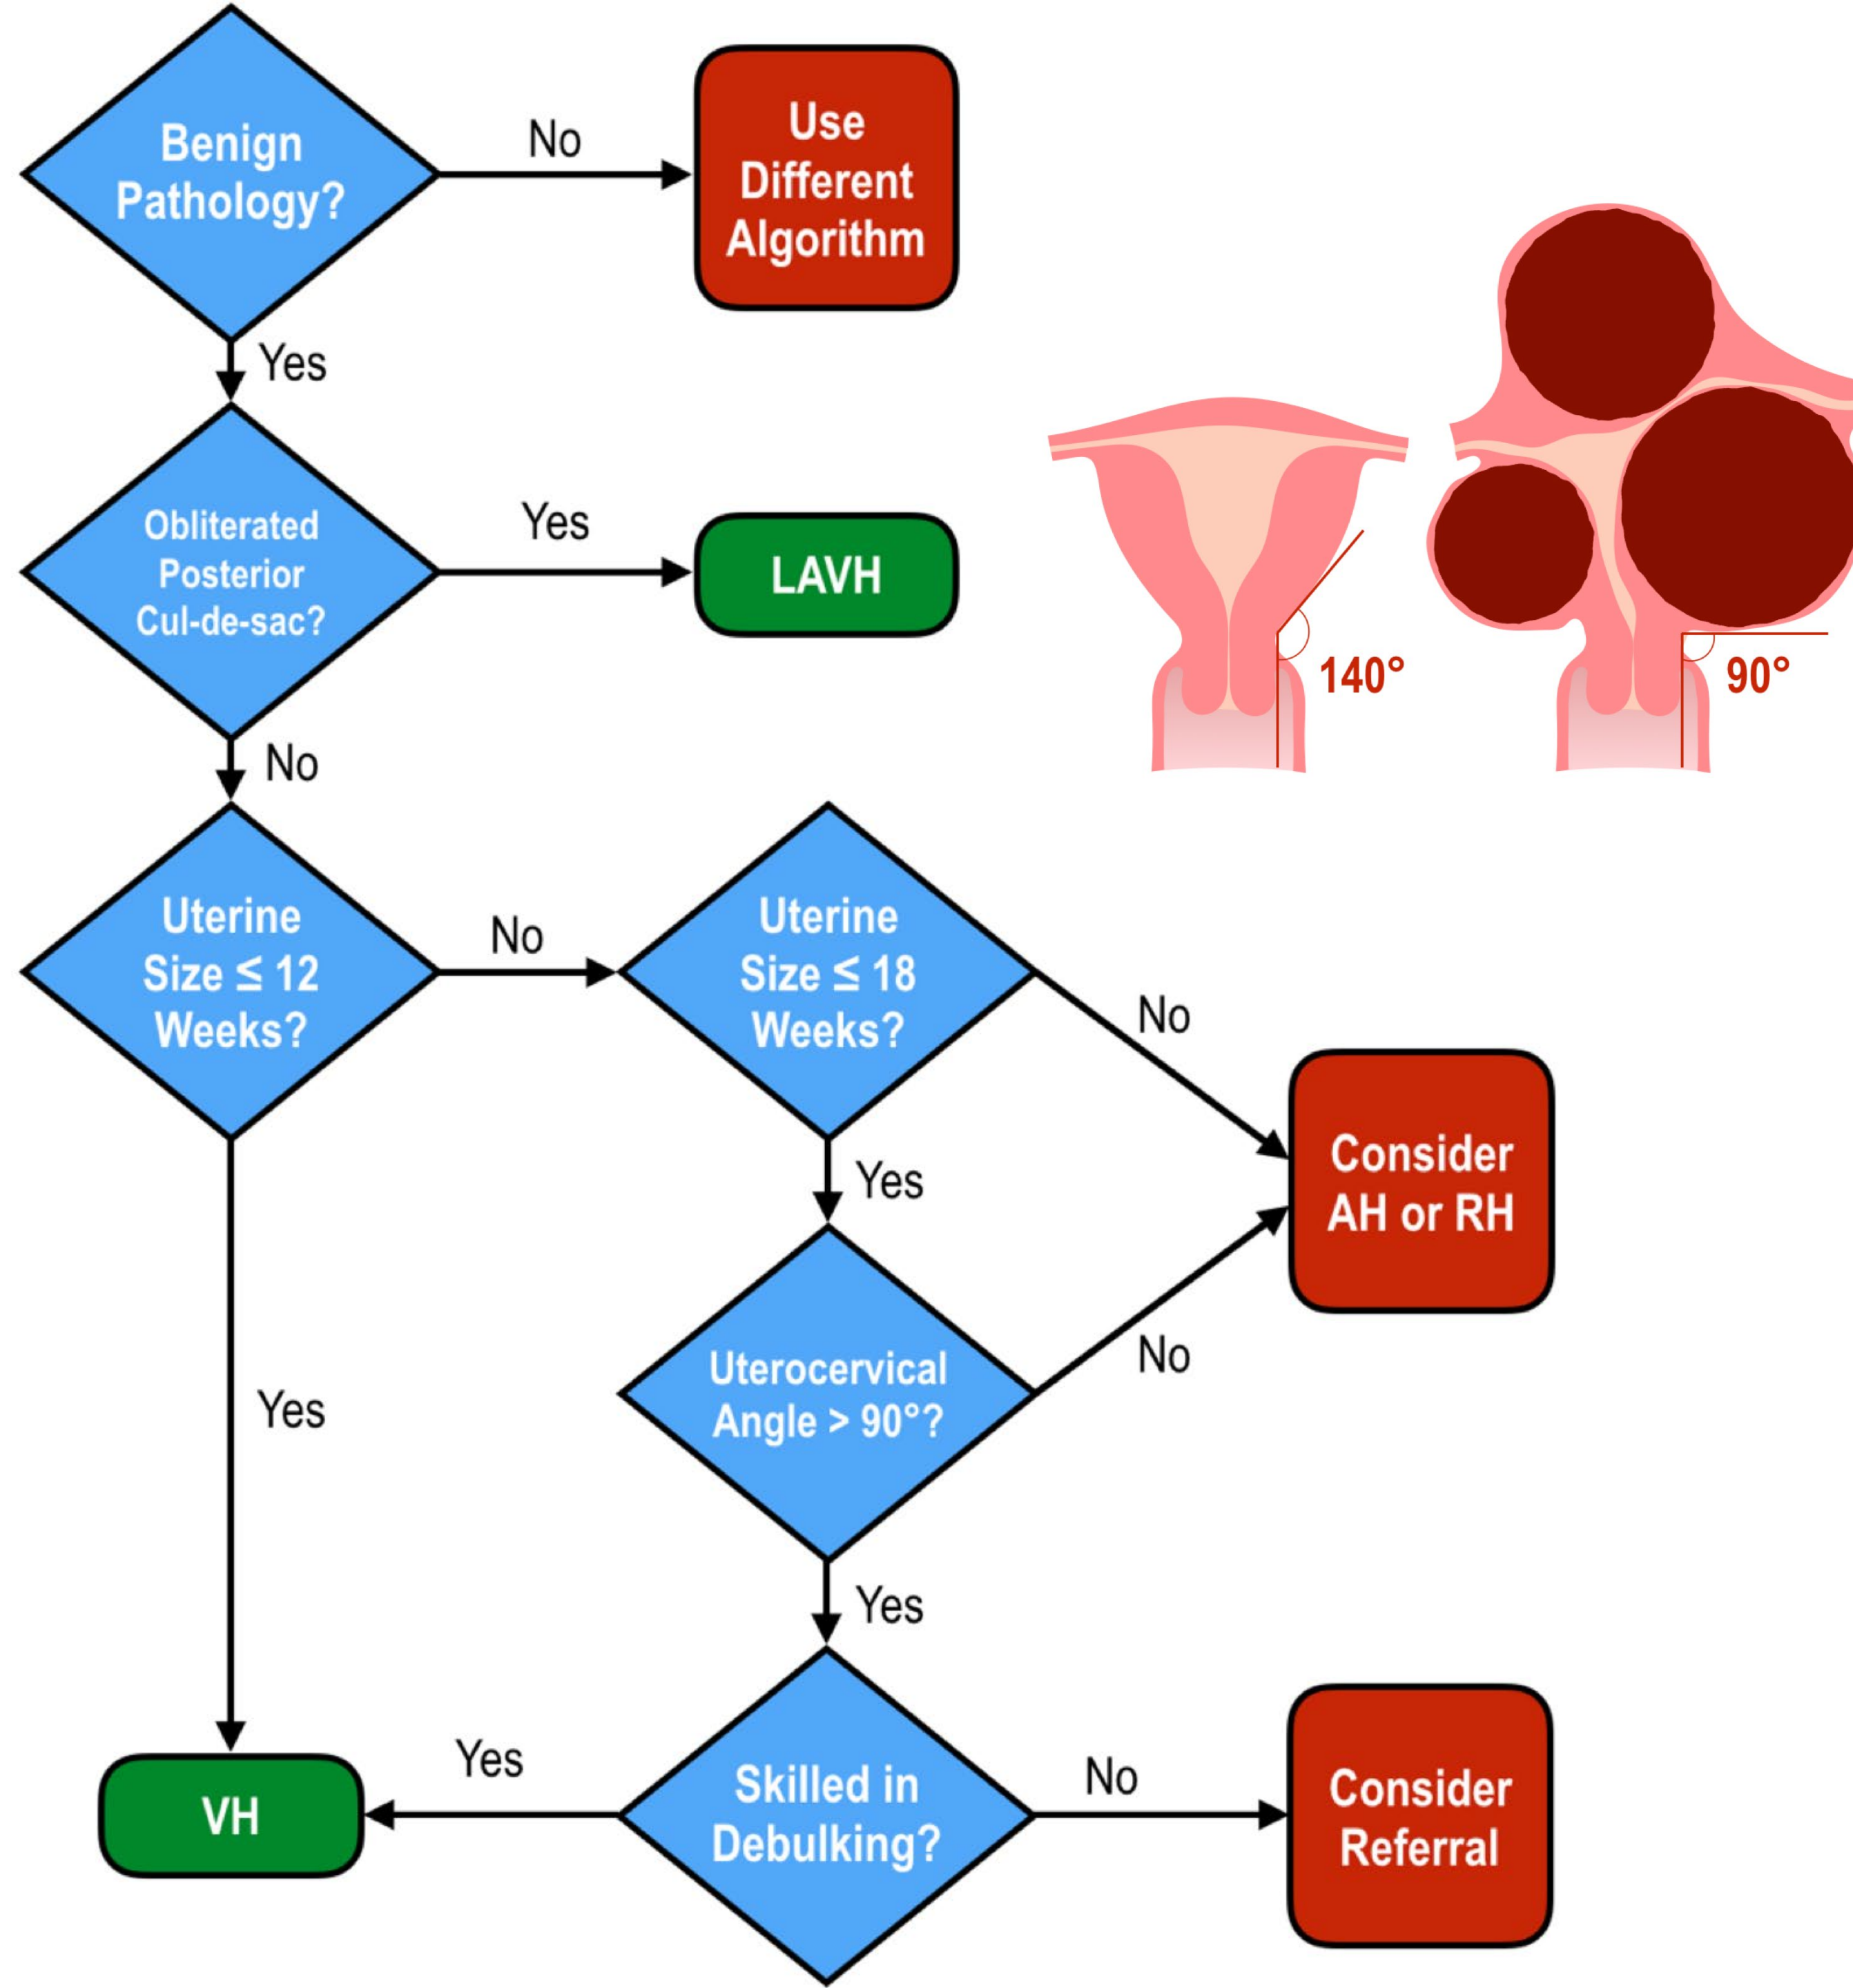 Benign
Pathology?
No
Use
Different
Algorithm
Yes
Obliterated
Posterior
Cul-de-sac?
Yes
LAVH
140°
90°
No
Uterine
Size ≤ 12
Weeks?
No
Uterine
Size ≤ 18
Weeks?
No
Consider
AH or RH
Yes
Uterocervical
Angle > 90°?
No
Yes
Yes
Skilled in
Debulking?
Yes
VH
No
Consider
Referral